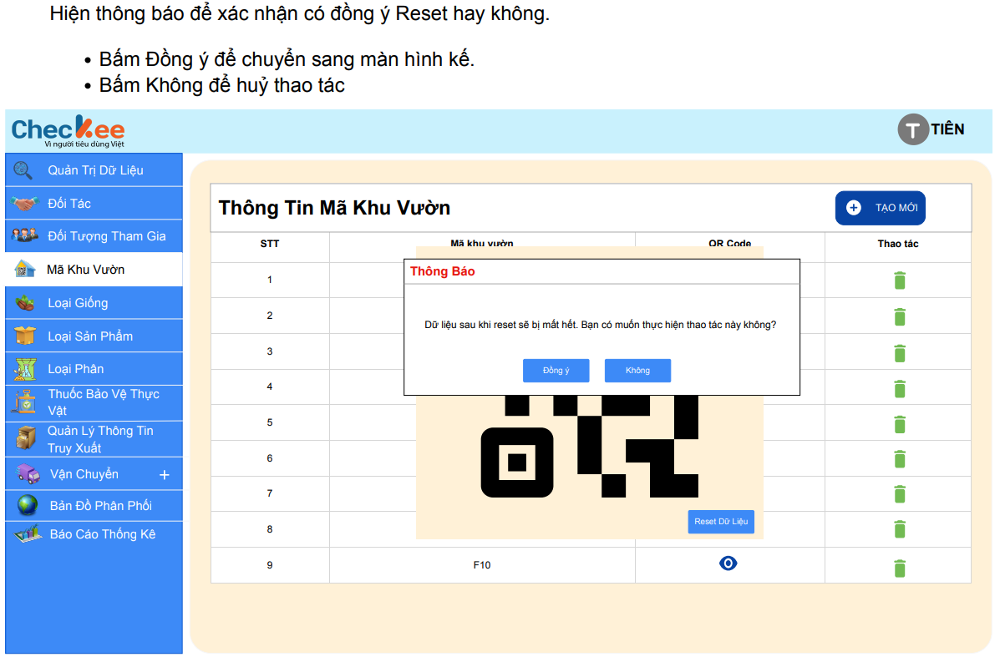 Hiện thông báo để xác nhận có đồng ý Reset hay không.
• Bấm Đồng ý để chuyển sang màn hình kế.
• Bấm Không để huỷ thao tác
Checkee
Vì người tiêu dùng Việt
T TIÊN
Quản Trị Dữ Liệu
Đối Tác
Đối Tượng Tham Gia
Mã Khu Vườn
Loại Giống
Loại Sản Phẩm
Loại Phân
Thuốc Bảo Vệ Thực
Vật
Quản Lý Thông Tin
Truy Xuất
Vận Chuyển +
Bản Đồ Phân Phối
Báo Cáo Thống Kê
Thông Tin Mã Khu Vườn
TẠO MỚI
STT Mã khu vườn QR Code Thao tác
1
2
3
4
5
6
7
8
9 F10
Thông Báo
Dữ liệu sau khi reset sẽ bị mất hết. Bạn có muốn thực hiện thao tác này không?
Đồng ý Không
Reset Dữ Liệu